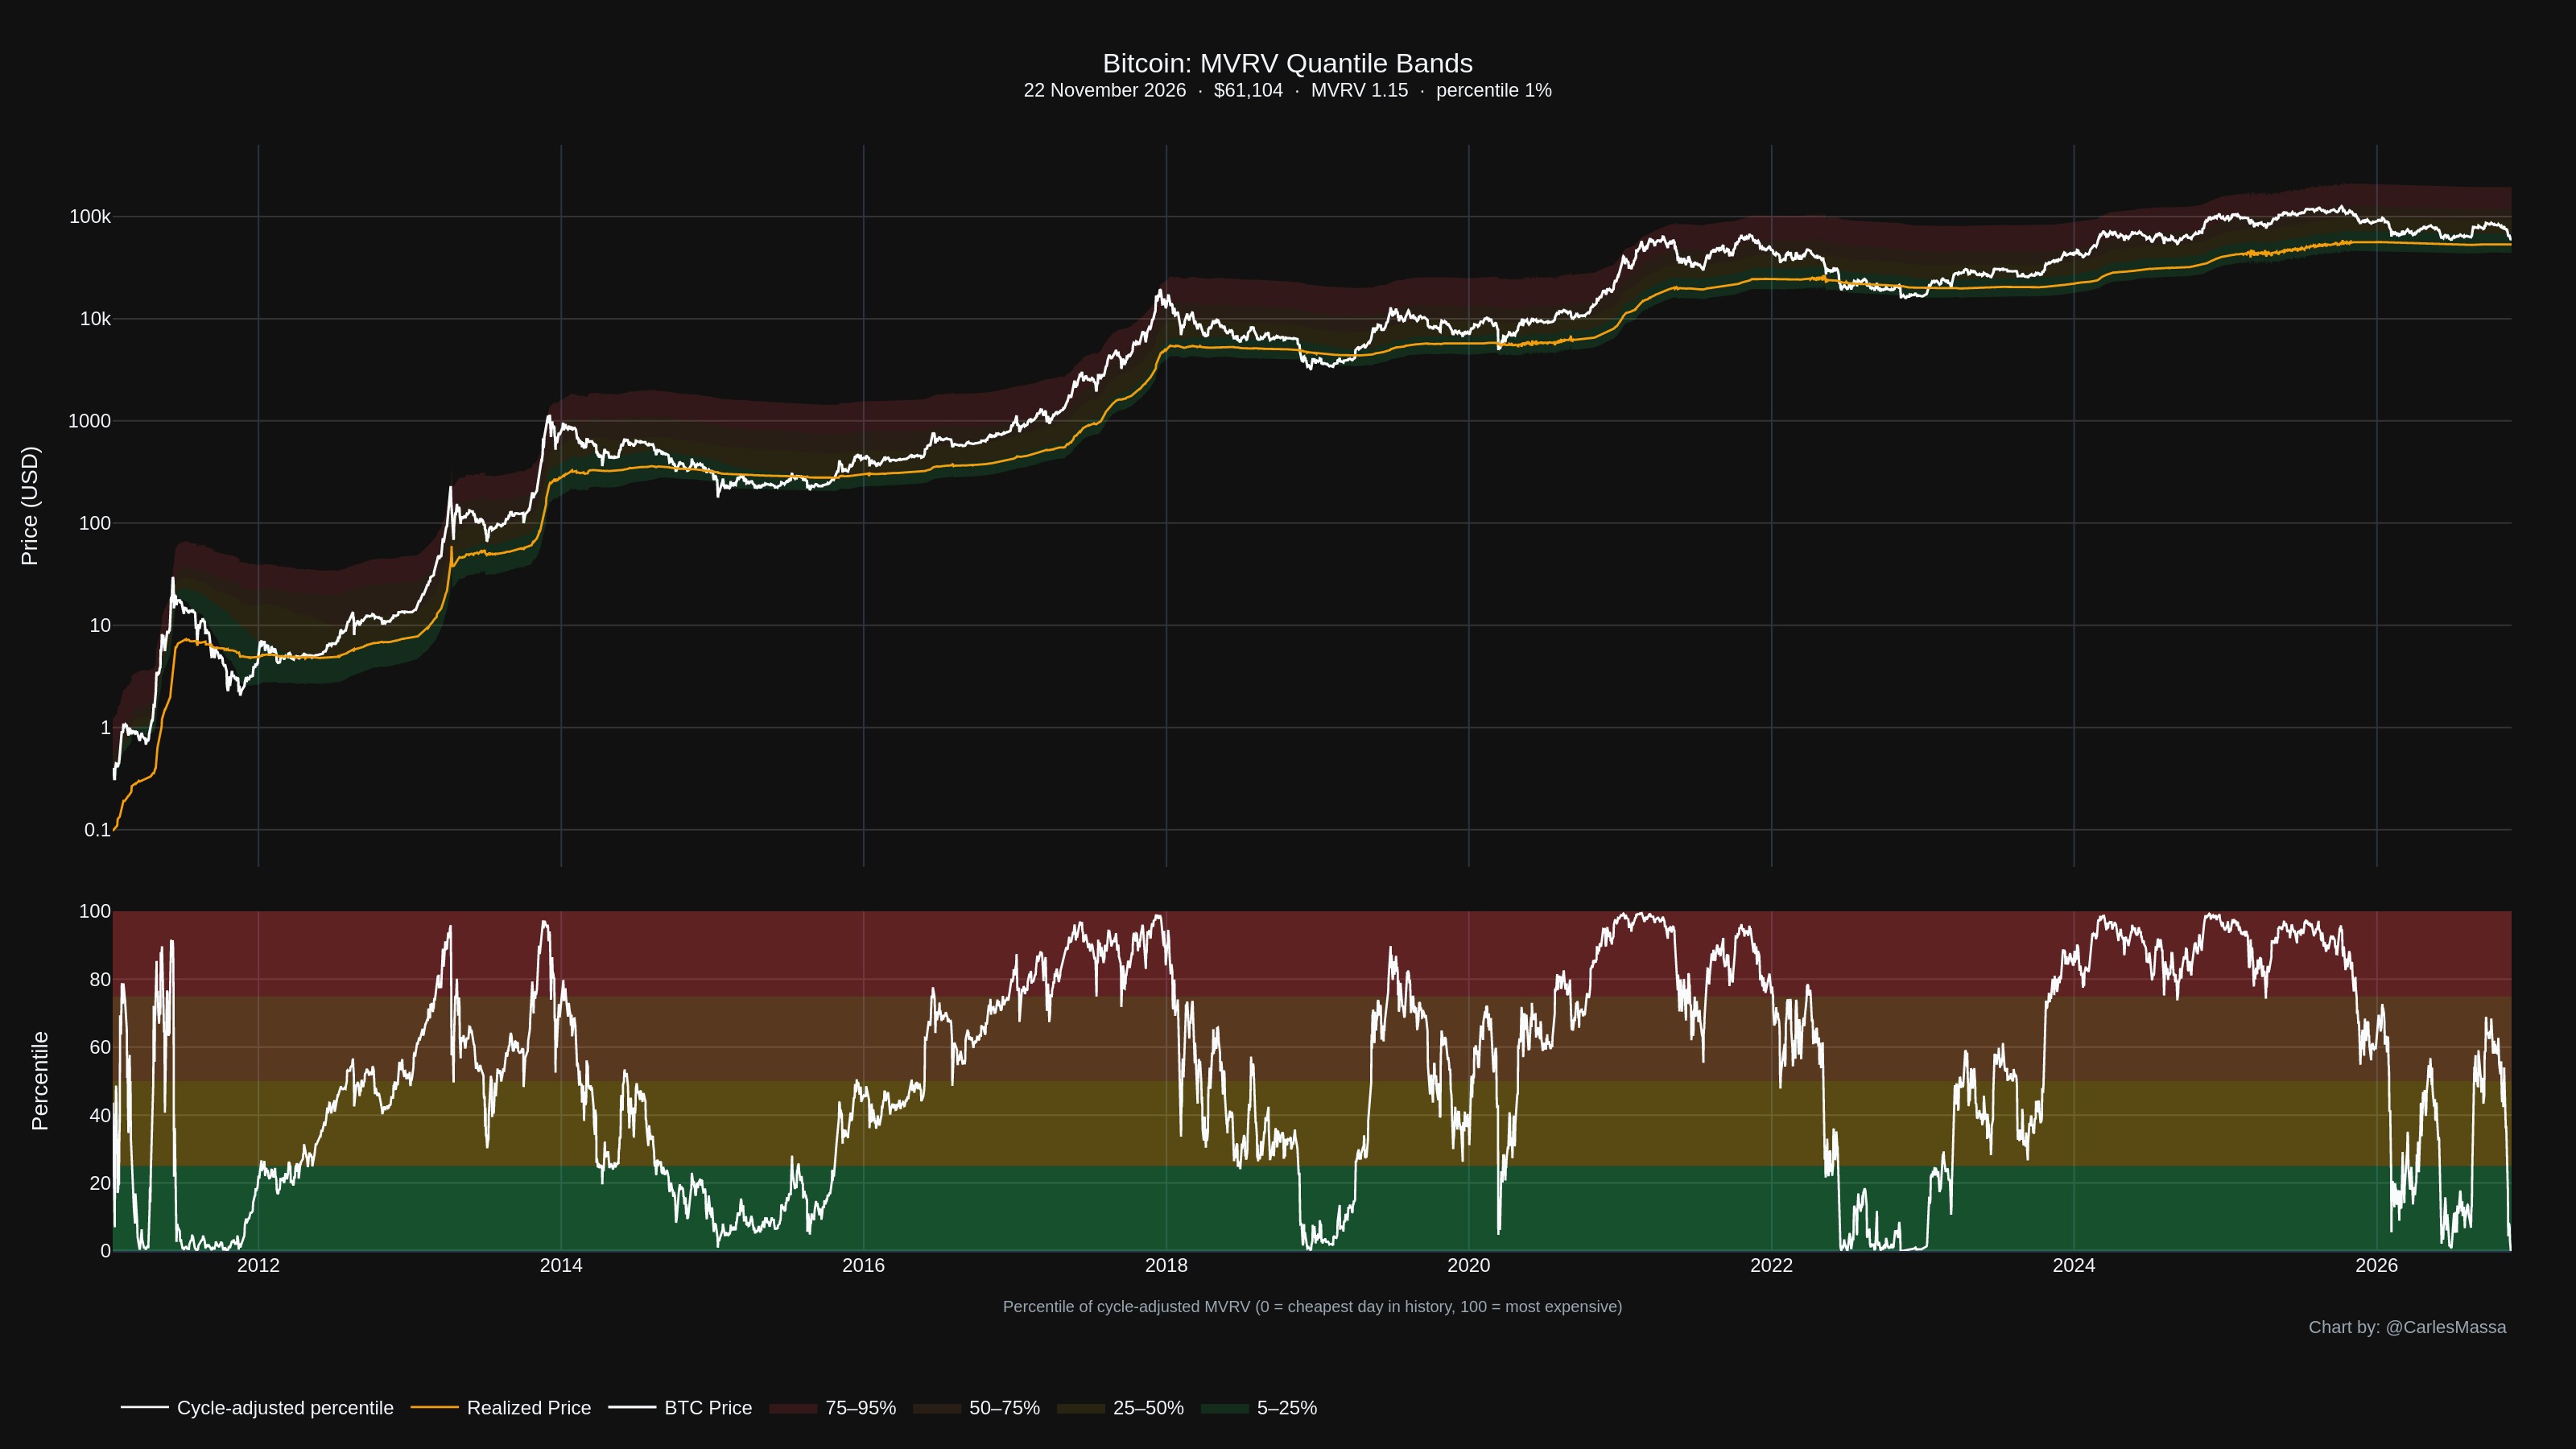 Bitcoin: MVRV Quantile Bands
22 November 2026 · $61,104 · MVRV 1.15 · percentile 1%
Price (USD)
100k
10k
1000
100
10
1
0.1
Percentile
100
80
60
40
20
0
2012 2014 2016 2018 2020 2022 2024 2026
Percentile of cycle-adjusted MVRV (0 = cheapest day in history, 100 = most expensive)
Chart by: @CarlesMassa
Cycle-adjusted percentile Realized Price BTC Price 75–95% 50–75% 25–50% 5–25%